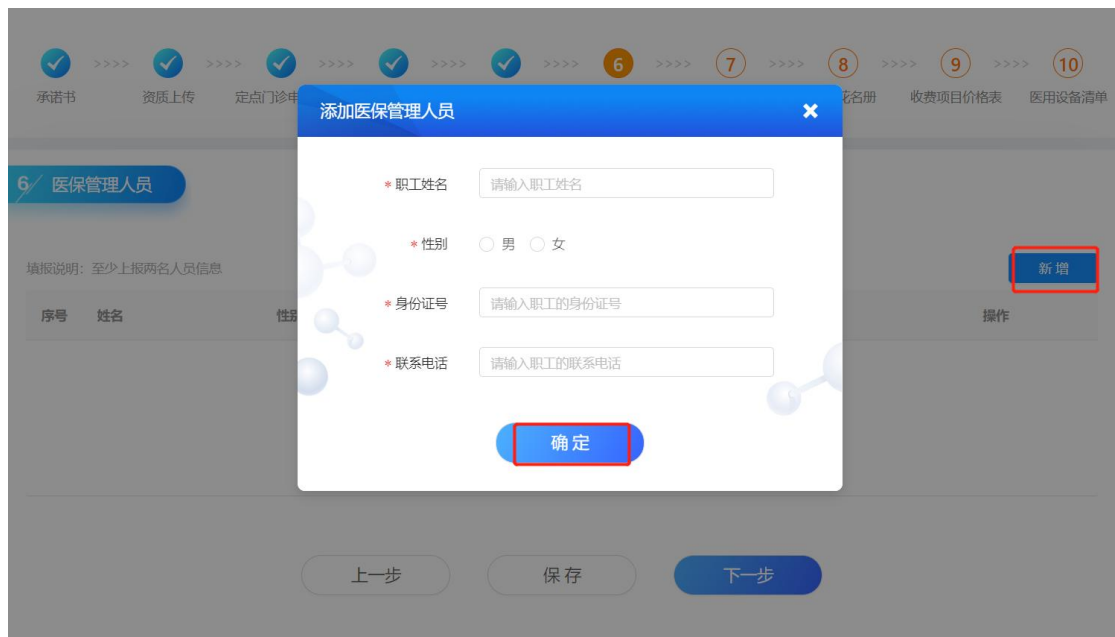 >>>> >>>> >>>> >>>> >>>> 6 >>>> 7 >>>> 8 >>>> 9 >>>> 10
承诺书 资质上传 定点门诊申 花名册 收费项目价格表 医用设备清单
添加医保管理人员
6 医保管理人员
* 职工姓名 请输入职工姓名
* 性别 男 女
填报说明：至少上报两名人员信息
新增
* 身份证号 请输入职工的身份证号
序号 姓名 性别 操作
* 联系电话 请输入职工的联系电话
确定
上一步 保存 下一步